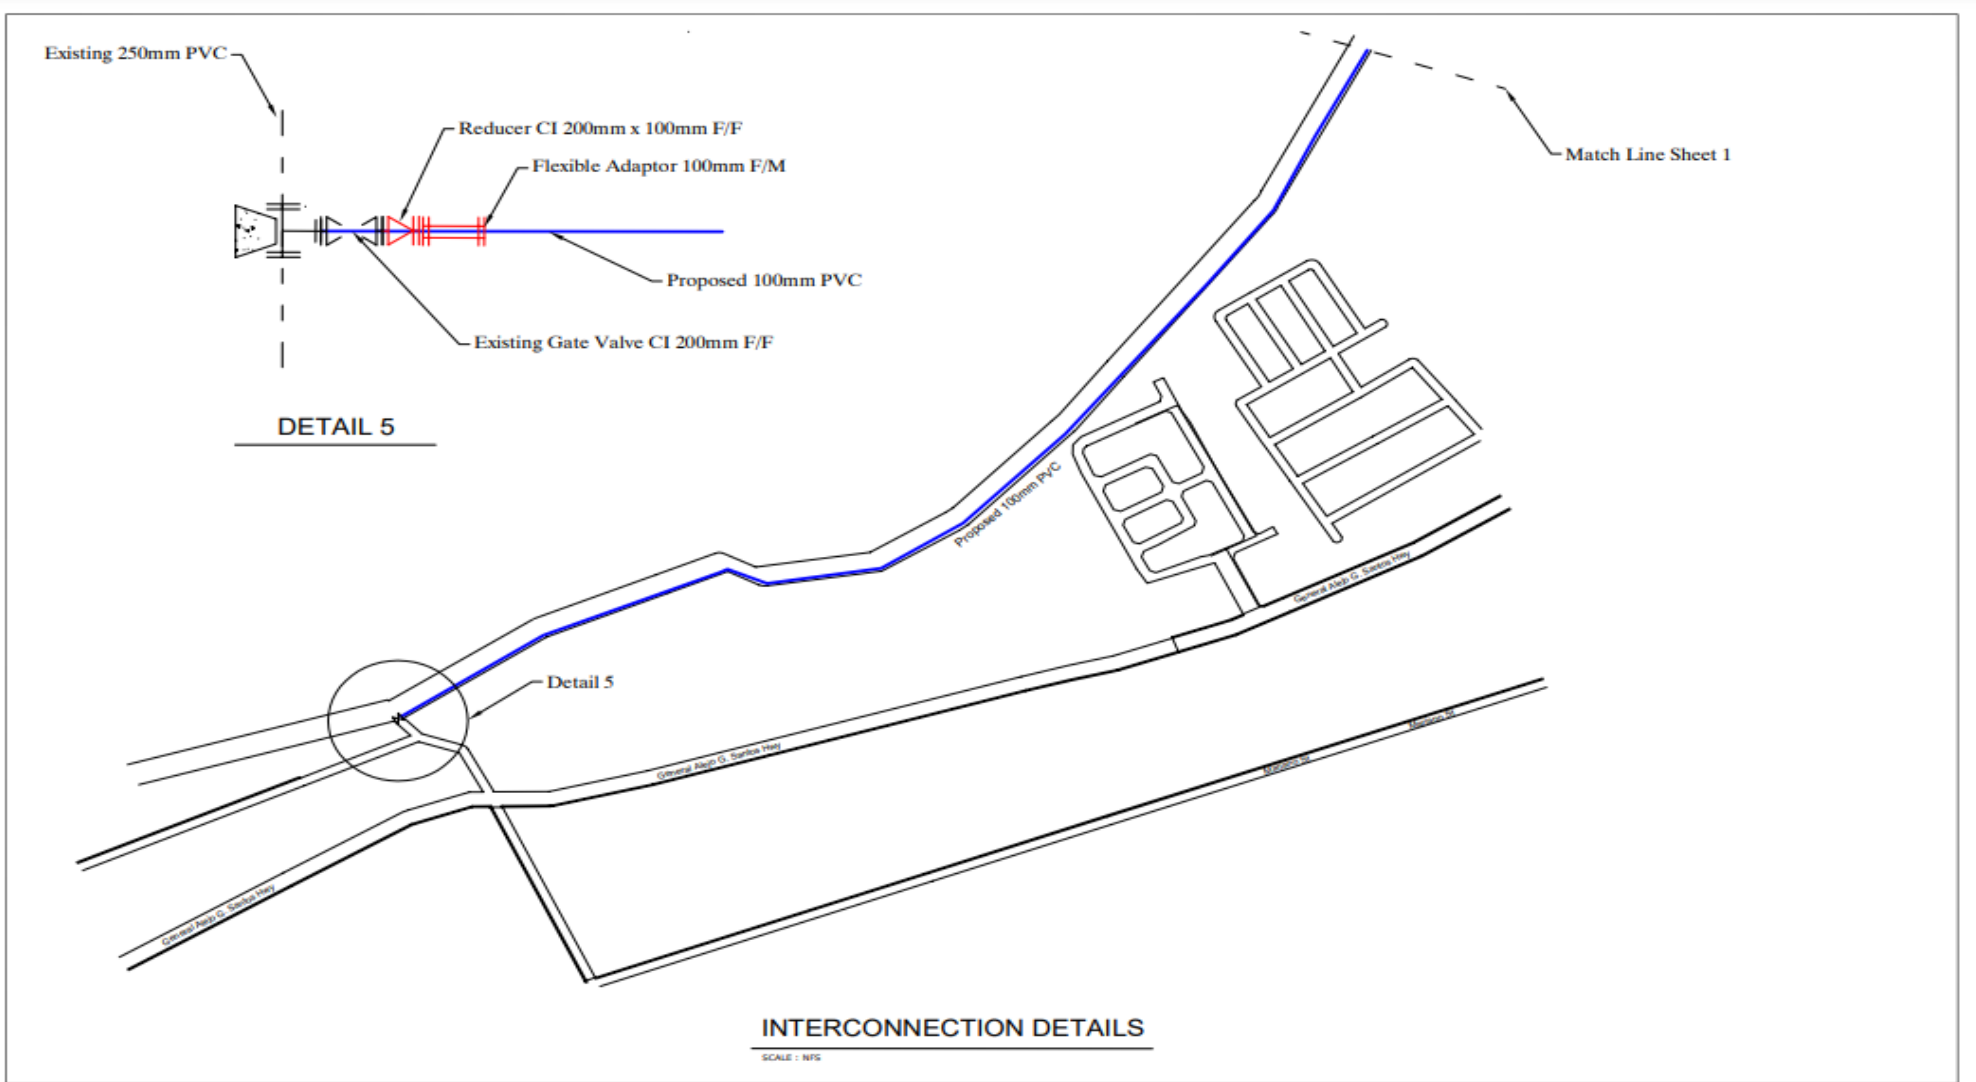 Existing 250mm PVC
Reducer CI 200mm x 100mm F/F
Flexible Adaptor 100mm F/M
Match Line Sheet 1
Proposed 100mm PVC
Existing Gate Valve CI 200mm F/F
DETAIL 5
Proposed 100mm PVC
General Alejo G. Santos Hwy
Detail 5
General Alejo G. Santos Hwy
General Alejo G. Santos Hwy
INTERCONNECTION DETAILS
SCALE : NFS